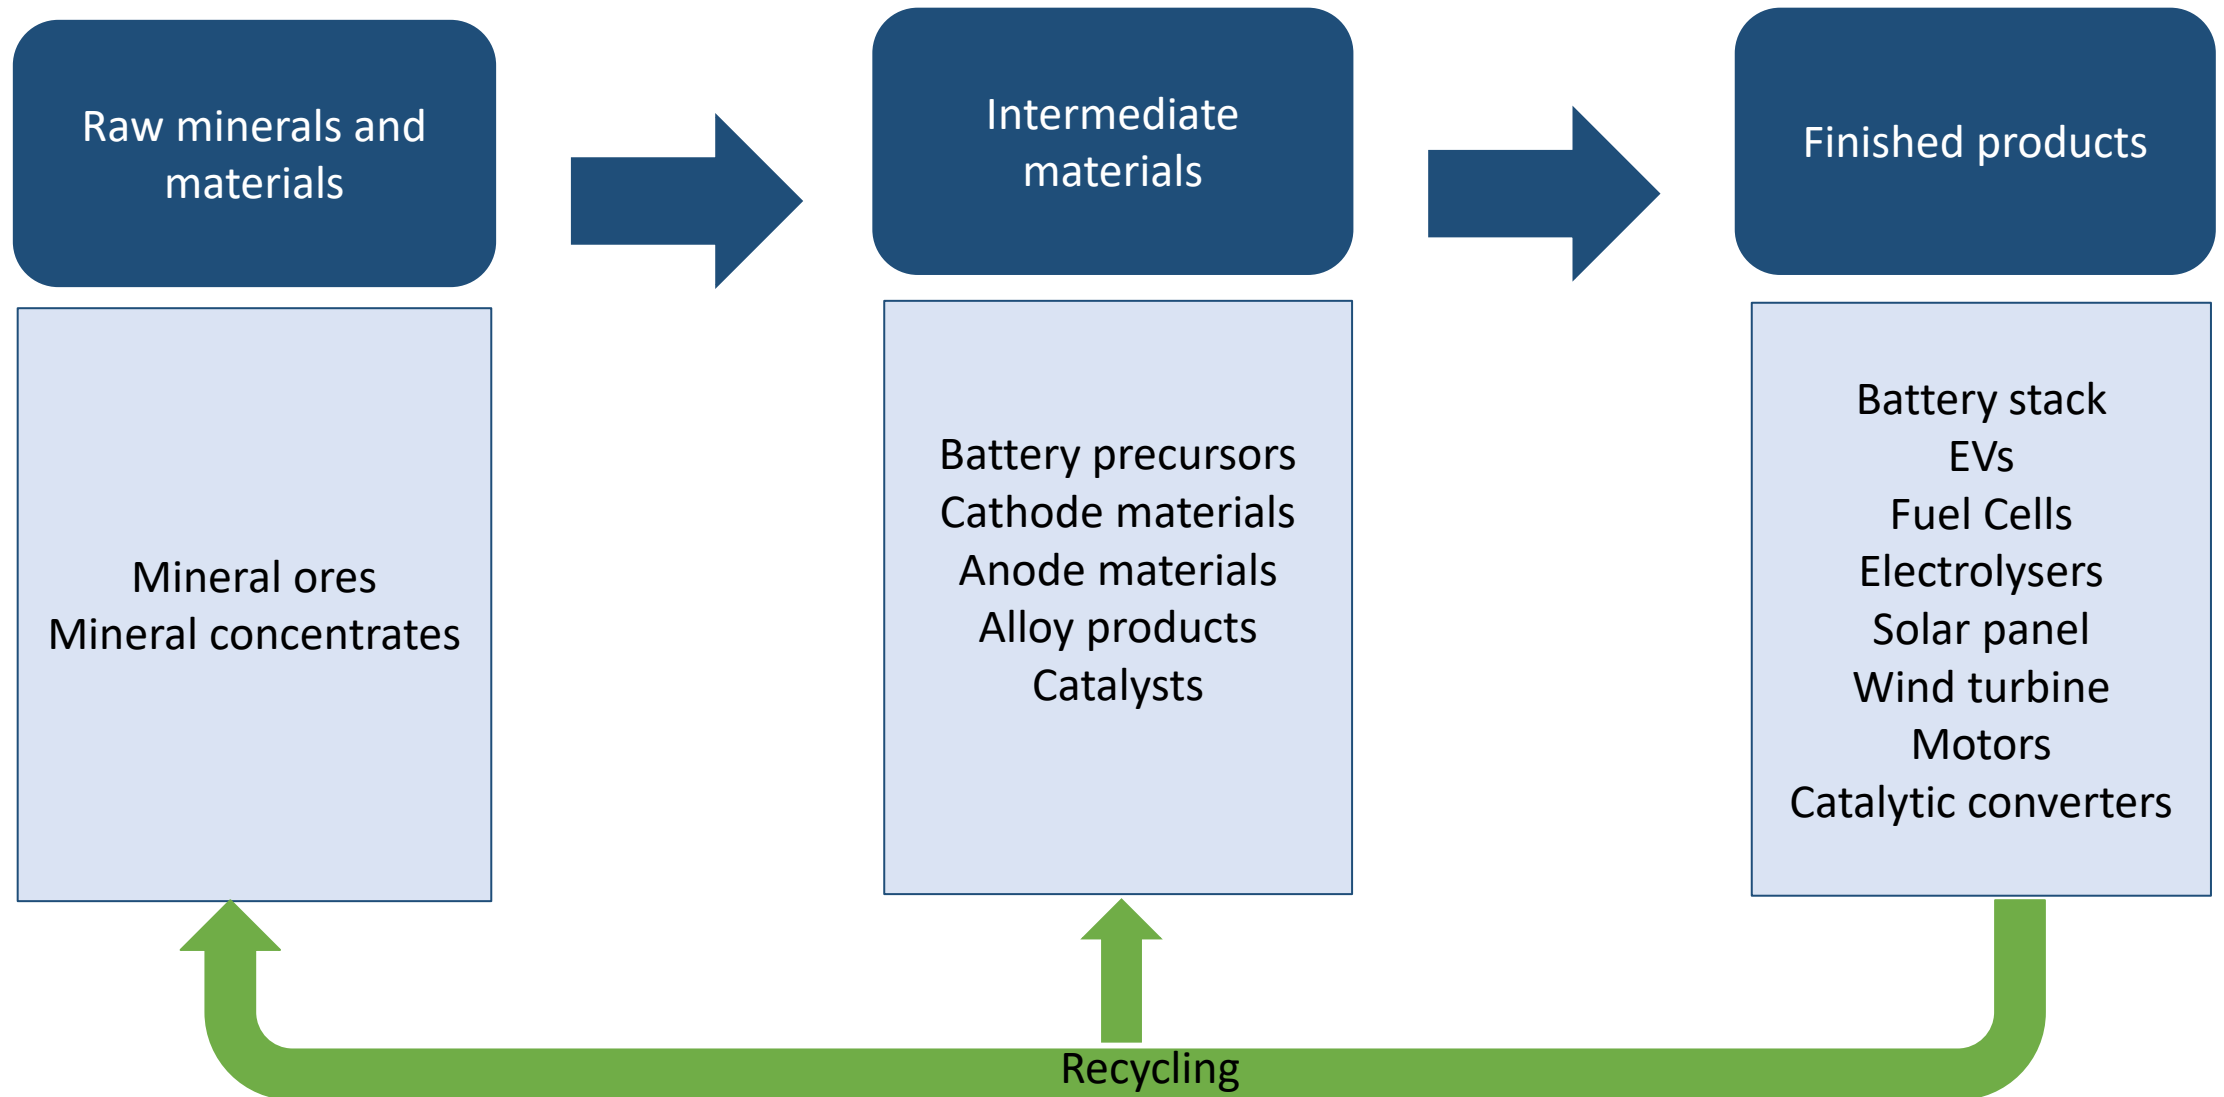 Raw minerals and
materials
Intermediate
materials
Finished products
Mineral ores
Mineral concentrates
Battery precursors
Cathode materials
Anode materials
Alloy products
Catalysts
Battery stack
EVs
Fuel Cells
Electrolysers
Solar panel
Wind turbine
Motors
Catalytic converters
Recycling